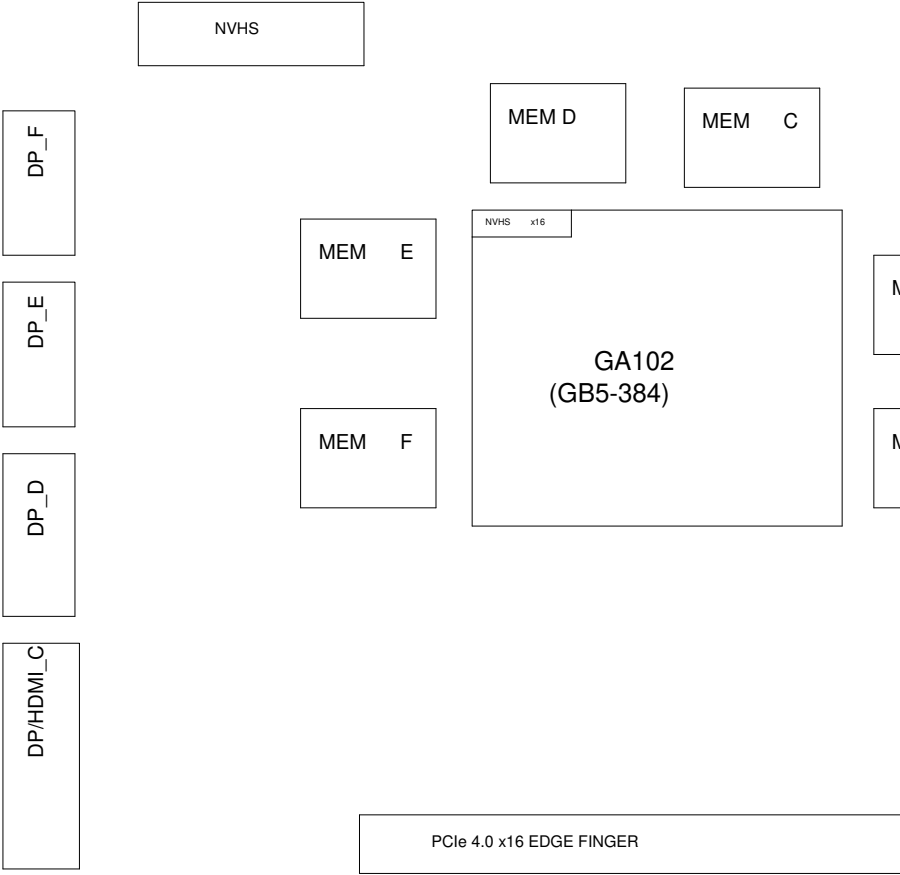 NVHS
MEM D
MEM C
DP_F
NVHS x16
MEM E
DP_E
GA102
(GB5-384)
MEM F
DP_D
DP/HDMI_C
PCIe 4.0 x16 EDGE FINGER